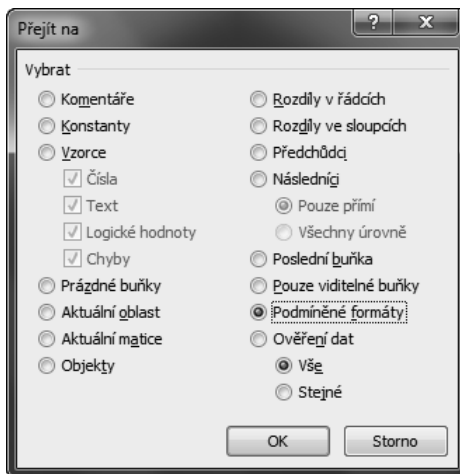 Přejít na
Vybrat
Komentáře
Konstanty
Vzorce
Čísla
Text
Logické hodnoty
Chyby
Prázdné buňky
Aktuální oblast
Aktuální matice
Objekty
Rozdíly v řádcích
Rozdíly ve sloupcích
Předchůdci
Následníci
Pouze přímí
Všechny úrovně
Poslední buňka
Pouze viditelné buňky
Podmíněné formáty
Ověření dat
Vše
Stejné
OK
Storno